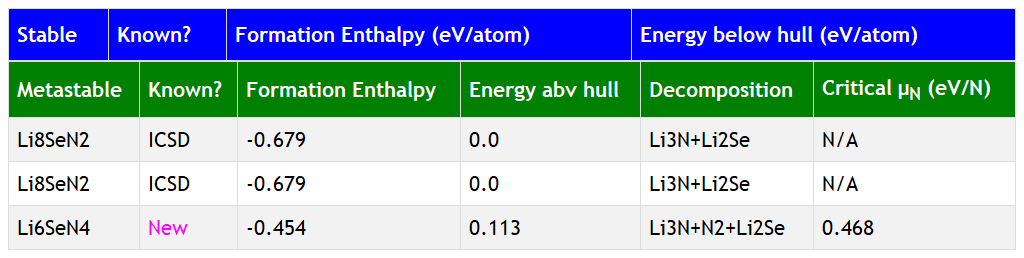 Stable Known? Formation Enthalpy (eV/atom) Energy below hull (eV/atom)
Metastable Known? Formation Enthalpy Energy abv hull Decomposition Critical μN (eV/N)
Li8SeN2 ICSD -0.679 0.0 Li3N+Li2Se N/A
Li8SeN2 ICSD -0.679 0.0 Li3N+Li2Se N/A
Li6SeN4 New -0.454 0.113 Li3N+N2+Li2Se 0.468